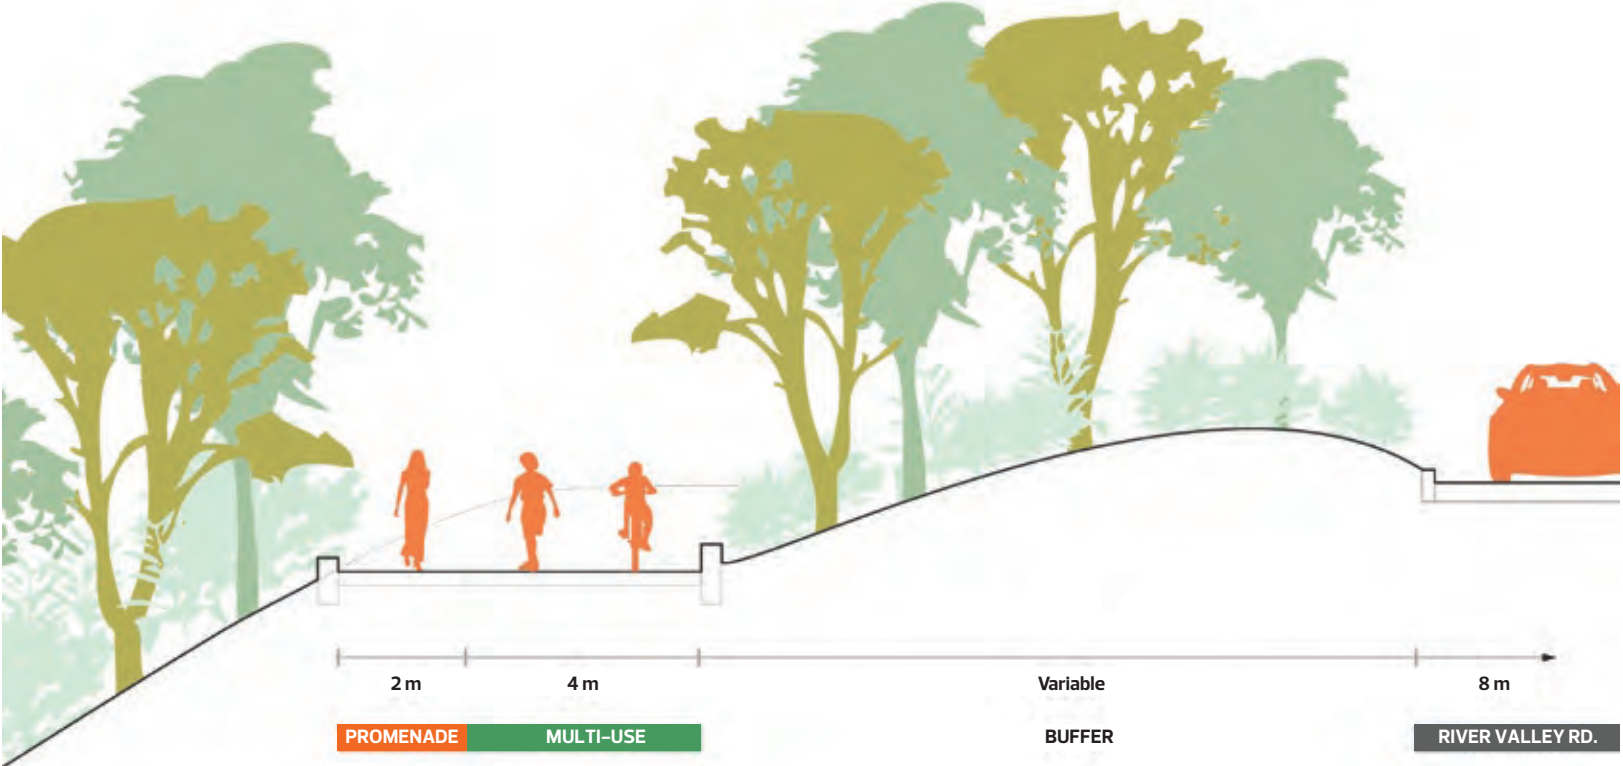 2 m 4 m Variable 8 m
PROMENADE MULTI-USE BUFFER RIVER VALLEY RD.